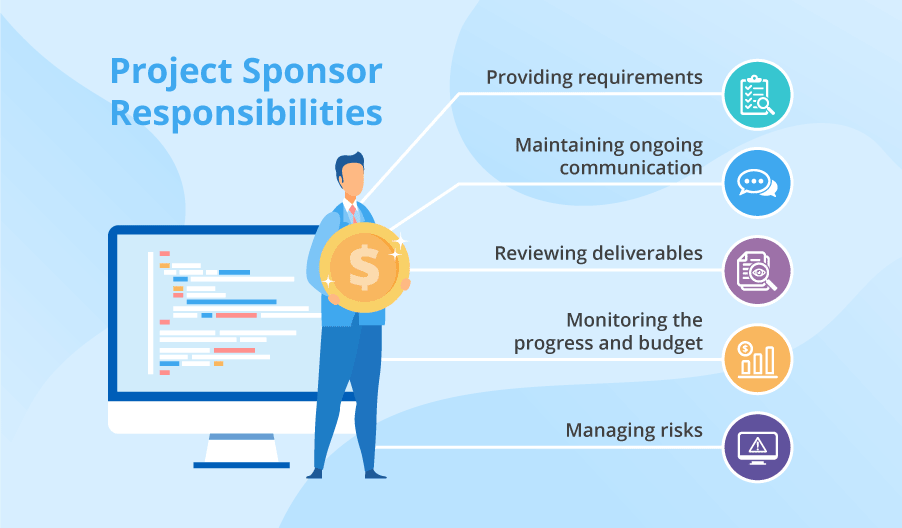 Project Sponsor
Responsibilities
Providing requirements
Maintaining ongoing
communication
Reviewing deliverables
Monitoring the
progress and budget
Managing risks
$
$